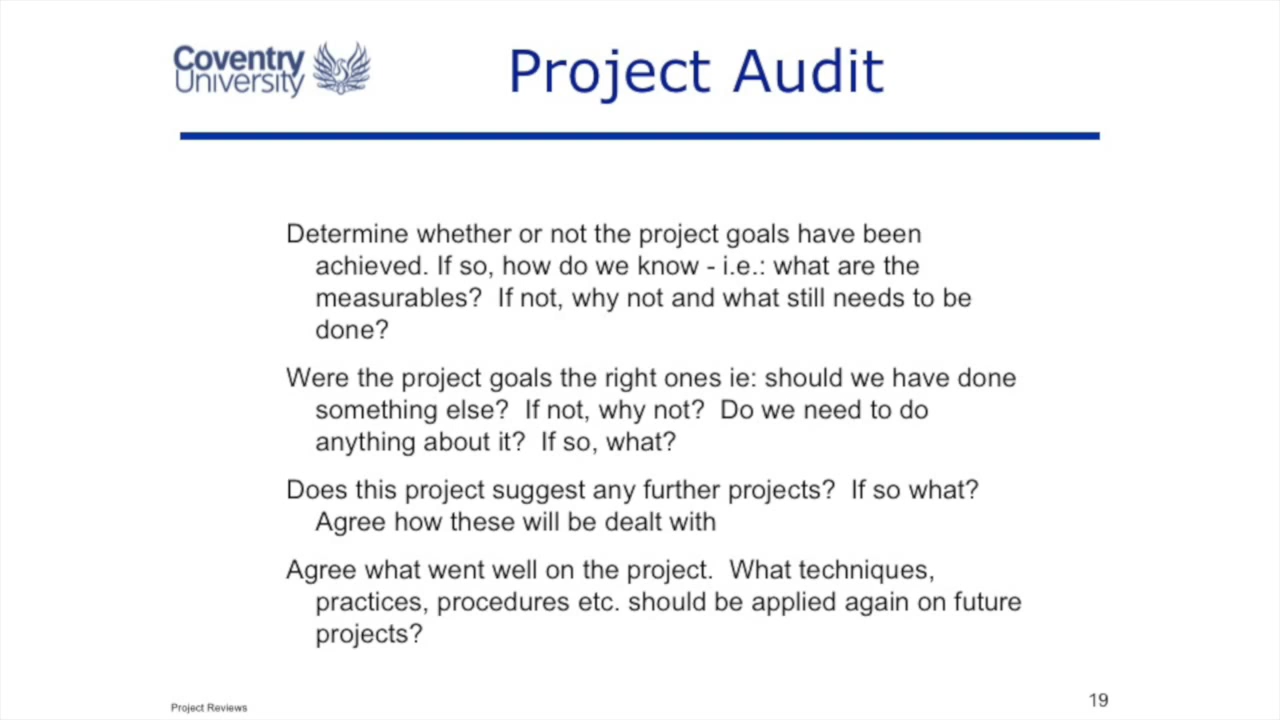 Coventry
University
Project Audit
Determine whether or not the project goals have been
achieved. If so, how do we know - i.e.: what are the
measurables?  If not, why not and what still needs to be
done?
Were the project goals the right ones ie: should we have done
something else?  If not, why not?  Do we need to do
anything about it?  If so, what?
Does this project suggest any further projects?  If so what?
Agree how these will be dealt with
Agree what went well on the project.  What techniques,
practices, procedures etc. should be applied again on future
projects?
Project Reviews
19